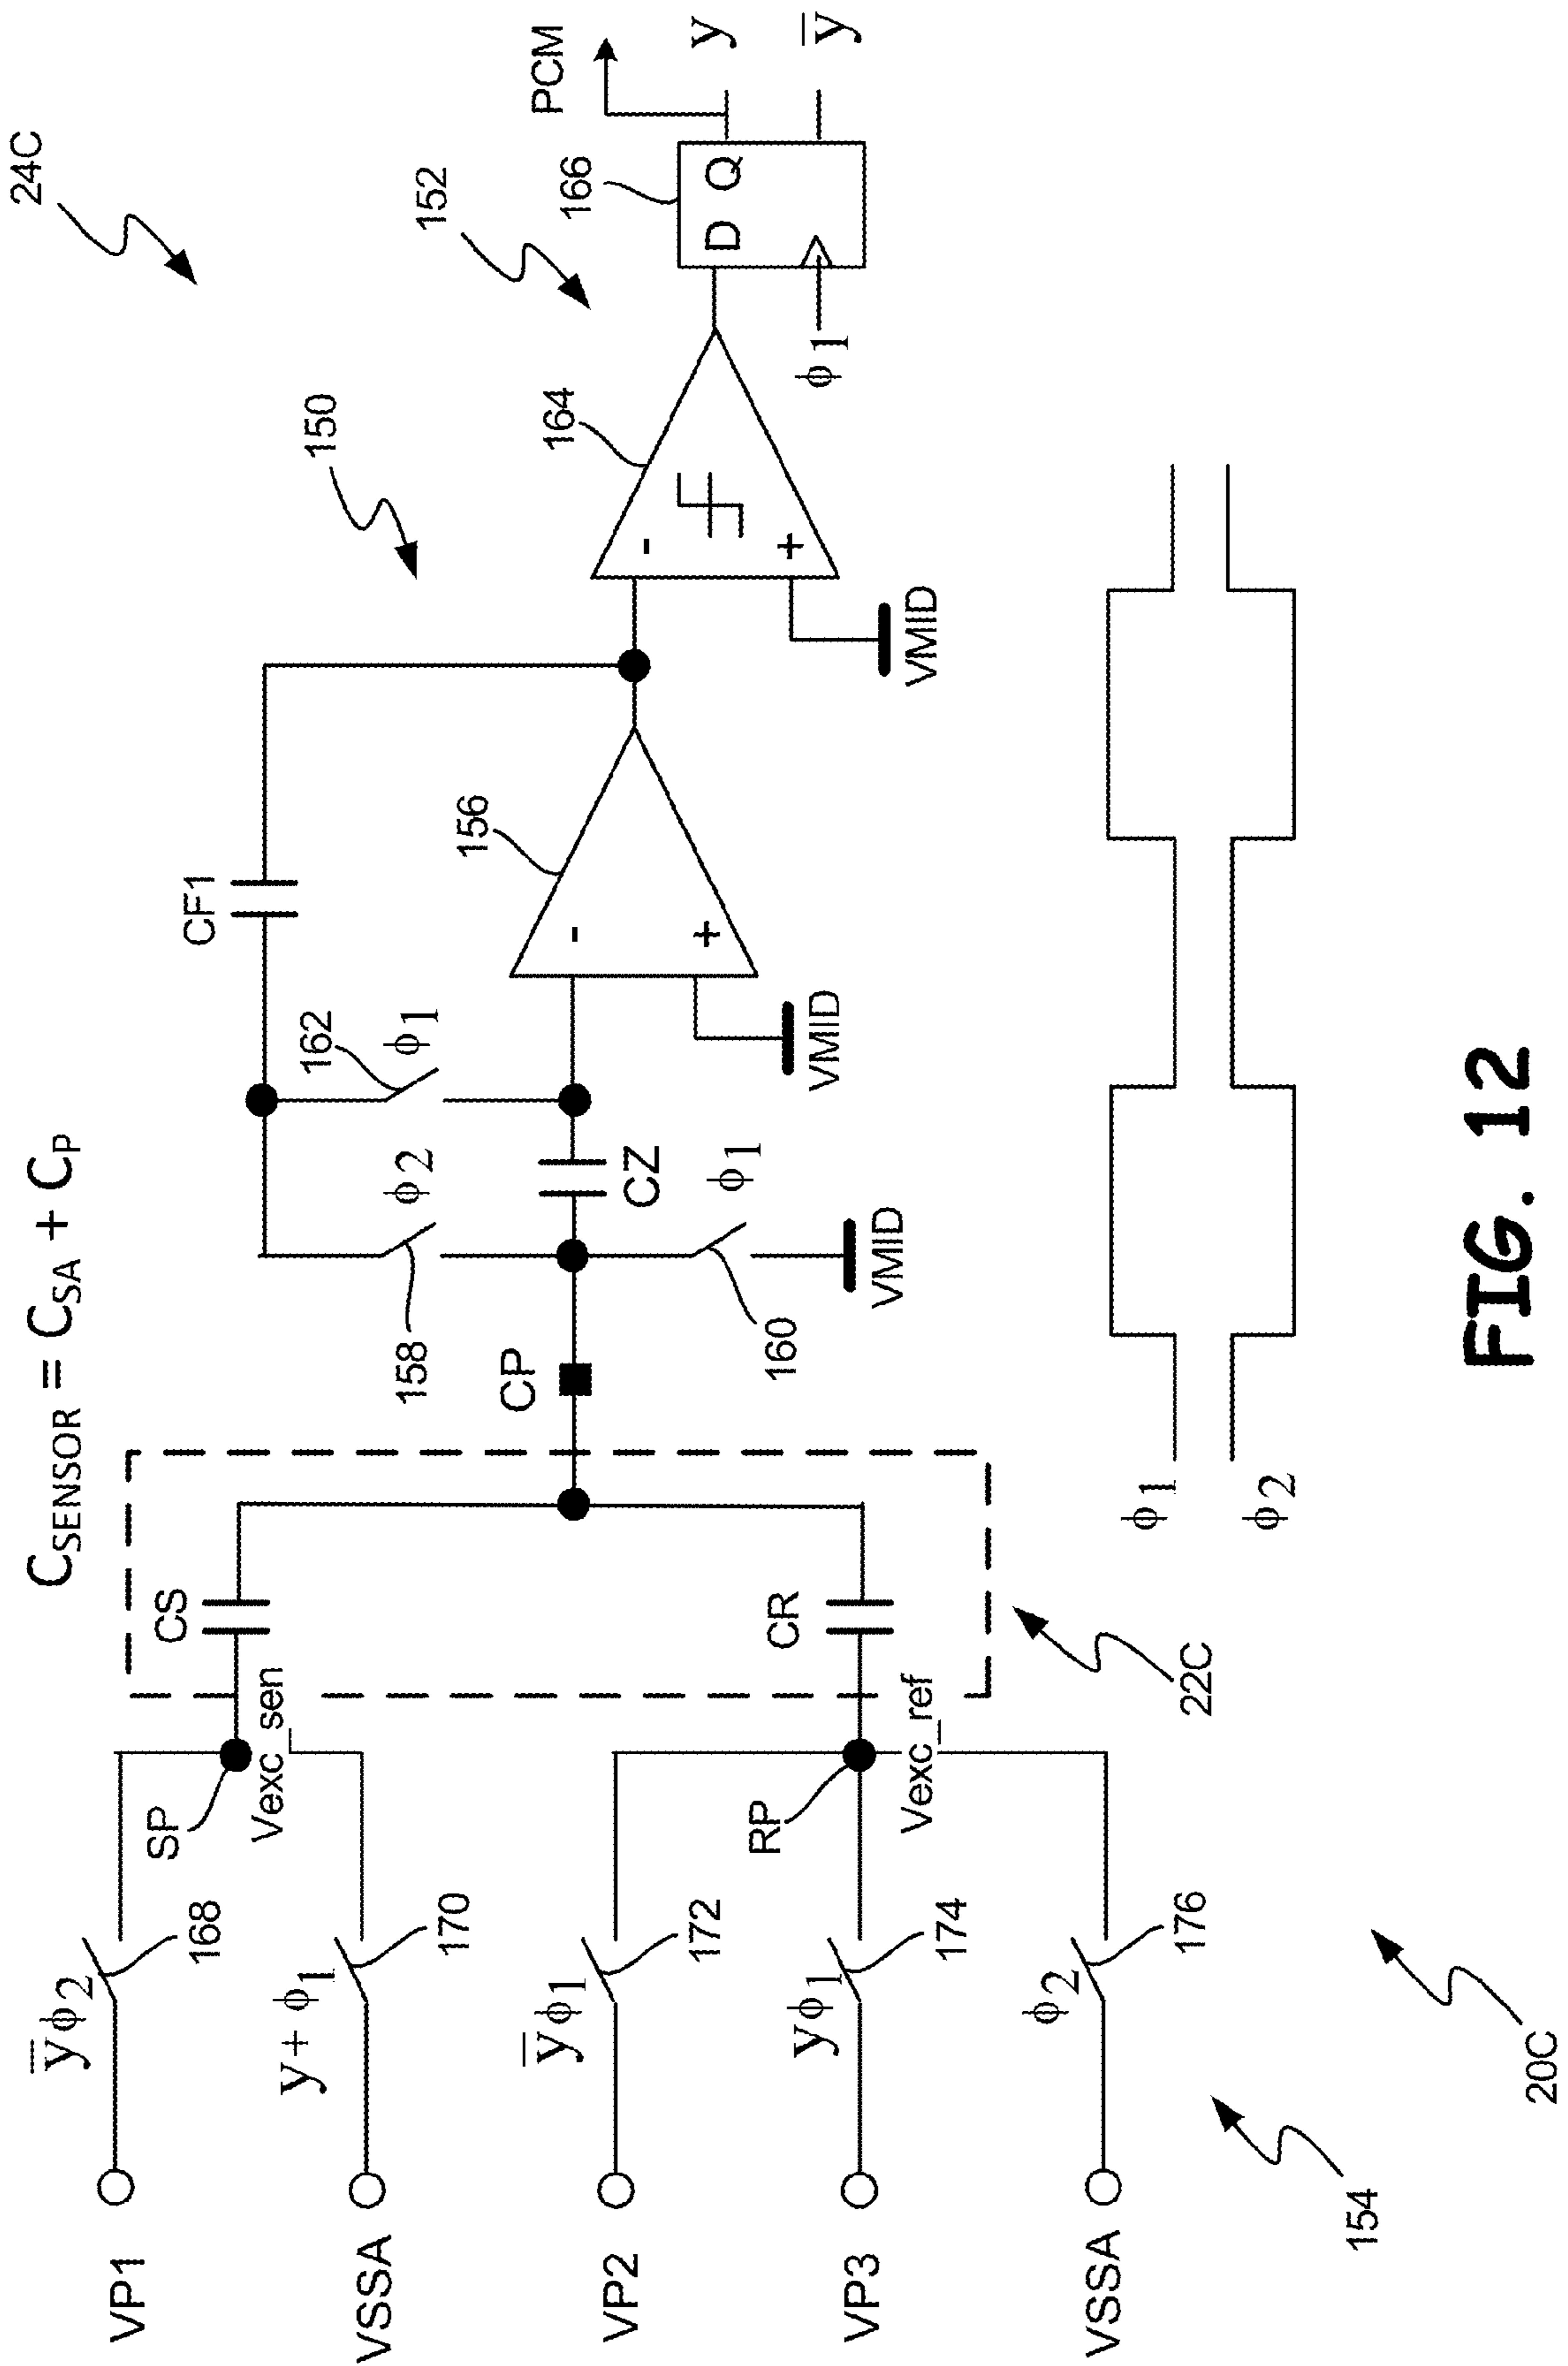 24C
C_SENSOR = C_SA + C_P
150
152
CF1
PCM
162
ϕ1
156
164
166
D Q
y
y̅
ϕ1
158
ϕ2
CZ
160
ϕ1
VMID
-
+
VMID
-
+
VMID
CP
CS
CR
22C
SP
Vexc_sen
RP
Vexc_ref
VP1
y̅ϕ2
168
VSSA
y+ϕ1
170
VP2
y̅ϕ1
172
VP3
yϕ1
174
VSSA
ϕ2
176
154
20C
ϕ1
ϕ2
FIG. 12